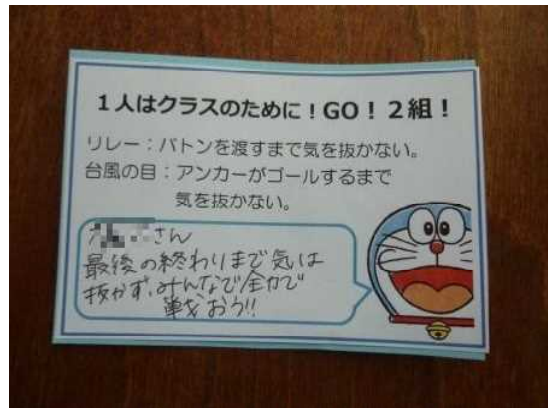 1人はクラスのために！GO！2組！
リレー：バトンを渡すまで気を抜かない。
台風の目：アンカーがゴールするまで
気を抜かない。
さん
最後の終わりまで気は
抜かず、みんなで全力で
戦おう!!